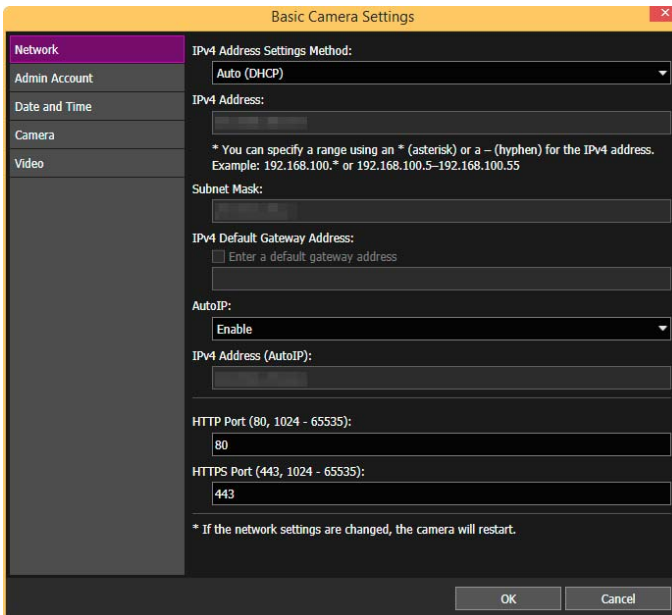 Basic Camera Settings
Network
Admin Account
Date and Time
Camera
Video
IPv4 Address Settings Method:
Auto (DHCP)
IPv4 Address:
* You can specify a range using an * (asterisk) or a – (hyphen) for the IPv4 address.
Example: 192.168.100.* or 192.168.100.5–192.168.100.55
Subnet Mask:
IPv4 Default Gateway Address:
Enter a default gateway address
AutoIP:
Enable
IPv4 Address (AutoIP):
HTTP Port (80, 1024 - 65535):
80
HTTPS Port (443, 1024 - 65535):
443
* If the network settings are changed, the camera will restart.
OK
Cancel